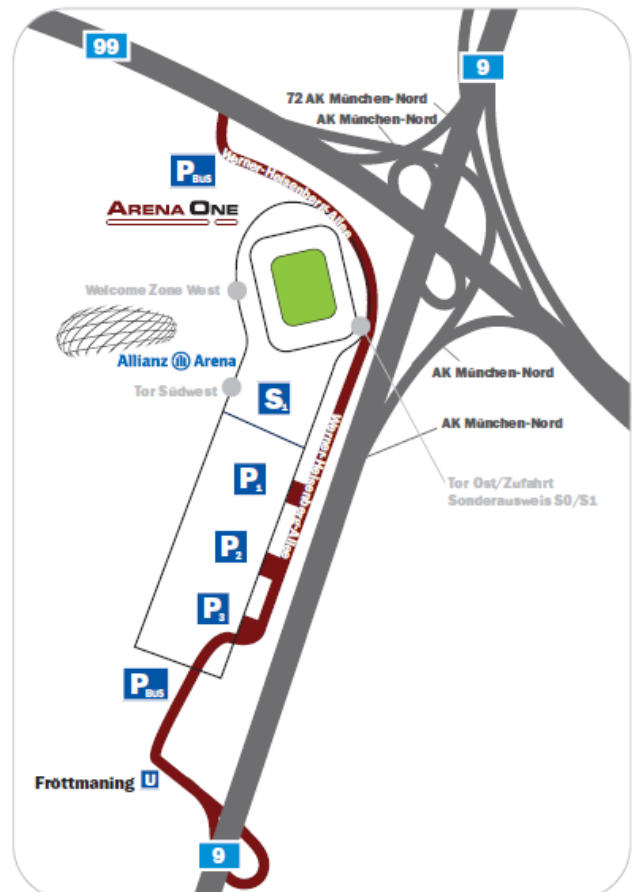 99
9
72 AK München-Nord
AK München-Nord
Werner-Heisenberg-Allee
P BUS
ARENA ONE
Welcome Zone West
Allianz Arena
AK München-Nord
Tor Südwest
S1
AK München-Nord
Werner-Heisenberg-Allee
P1
Tor Ost/Zufahrt
Sonderausweis S0/S1
P2
P3
P BUS
Fröttmaning U
9